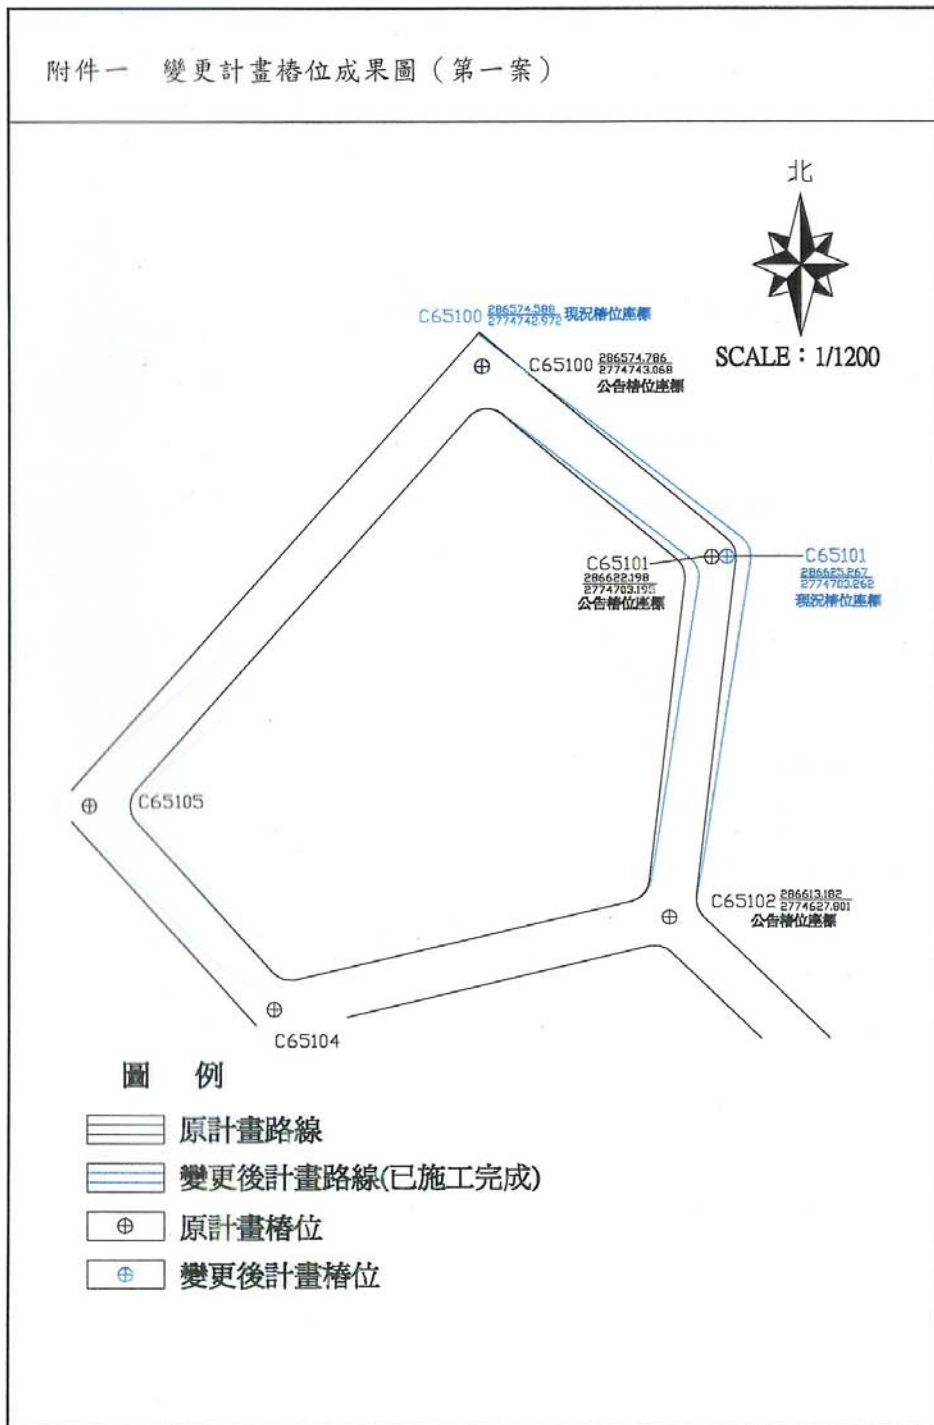 附件一 變更計畫樁位成果圖（第一案）
北
SCALE：1/1200
C65100 286574.588 現況樁位座標
2774742.972
C65100 286574.786
2774743.068
公告樁位座標
C65101
286622.198
2774703.195
公告樁位座標
C65101
286625.267
2774703.262
現況樁位座標
C65105
C65102 286613.182
2774627.801
公告樁位座標
C65104
圖 例
原計畫路線
變更後計畫路線(已施工完成)
原計畫樁位
變更後計畫樁位